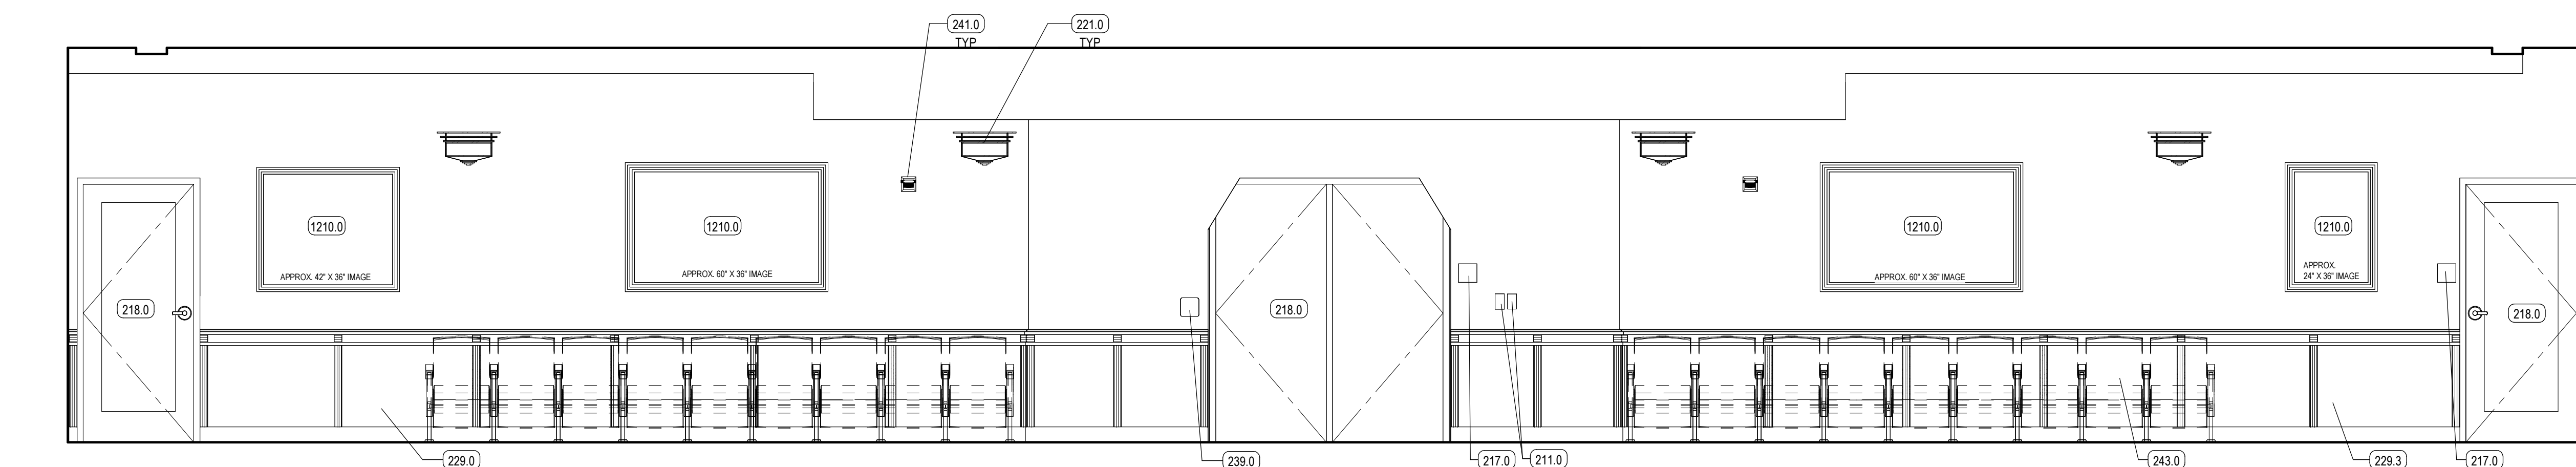 241.0
TYP
221.0
TYP
1210.0
APPROX. 42" X 36" IMAGE
1210.0
APPROX. 60" X 36" IMAGE
1210.0
APPROX. 60" X 36" IMAGE
1210.0
APPROX.
24" X 36" IMAGE
218.0
218.0
218.0
229.0
239.0
217.0
211.0
243.0
229.3
217.0